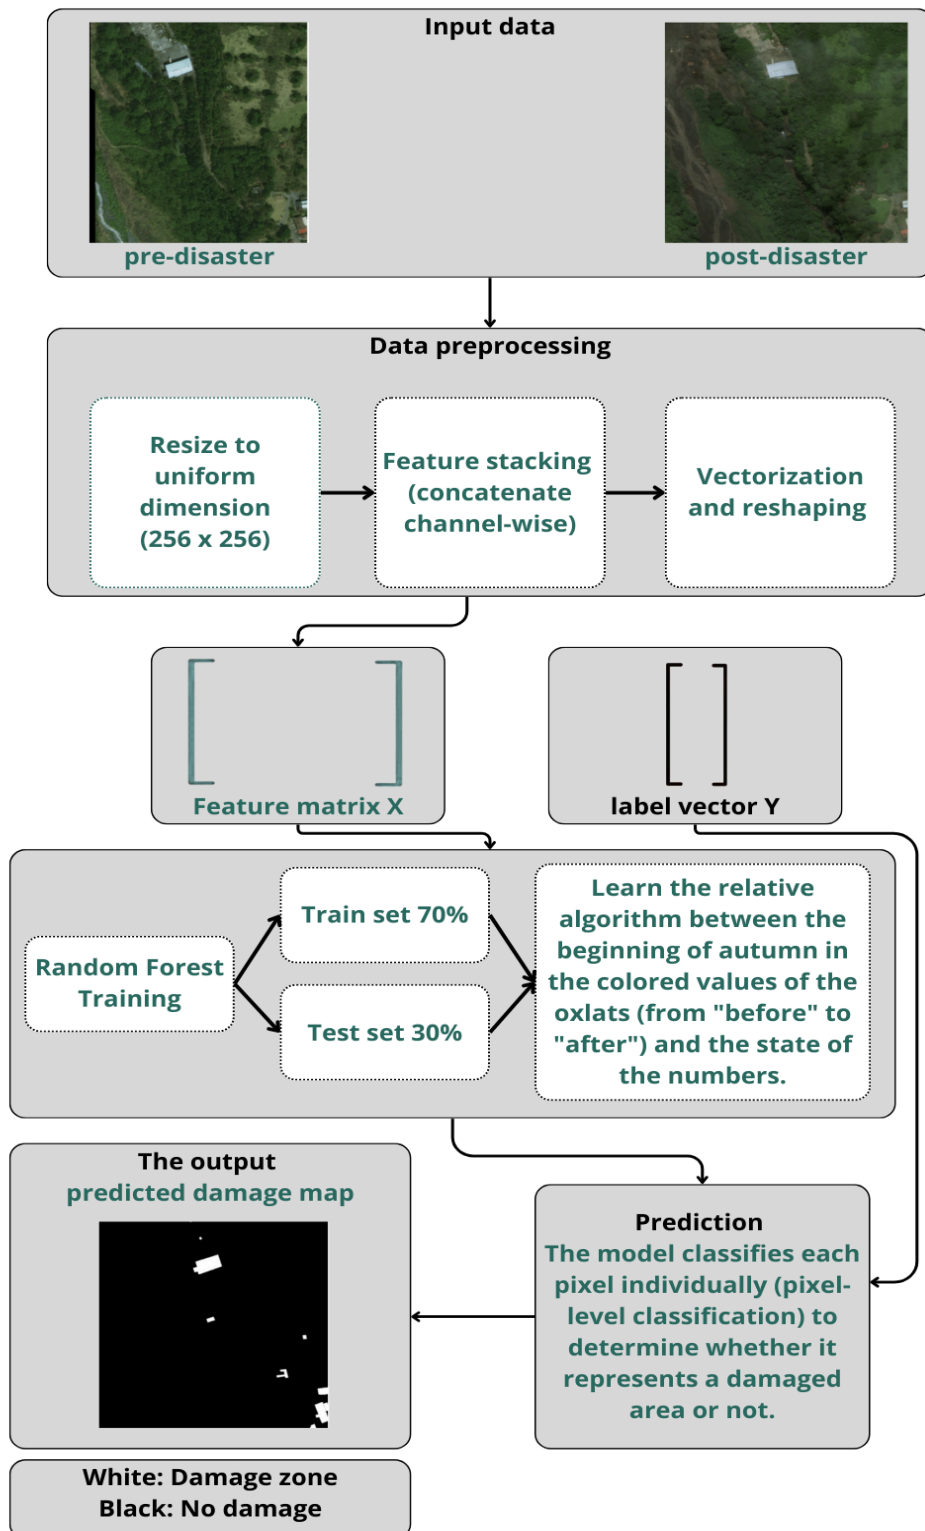 Input data
pre-disaster
post-disaster
Data preprocessing
Resize to
uniform
dimension
(256 x 256)
Feature stacking
(concatenate
channel-wise)
Vectorization
and reshaping
Feature matrix X
label vector Y
Random Forest
Training
Train set 70%
Test set 30%
Learn the relative
algorithm between the
beginning of autumn in
the colored values of the
oxlats (from "before" to
"after") and the state of
the numbers.
The output
predicted damage map
Prediction
The model classifies each
pixel individually (pixel-
level classification) to
determine whether it
represents a damaged
area or not.
White: Damage zone
Black: No damage